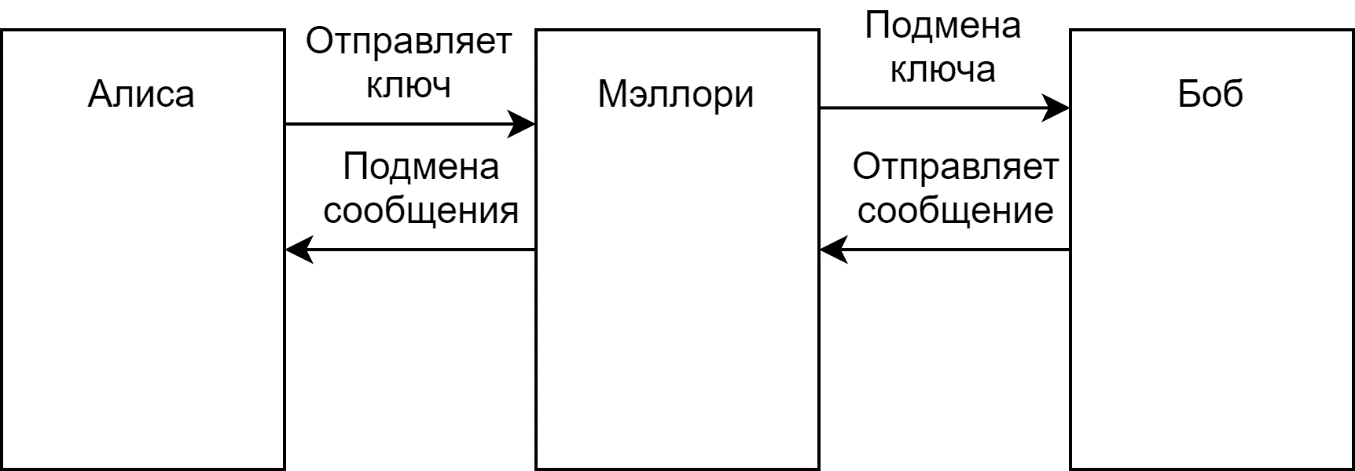 Алиса
Отправляет
ключ
Подмена
сообщения
Мэллори
Подмена
ключа
Отправляет
сообщение
Боб